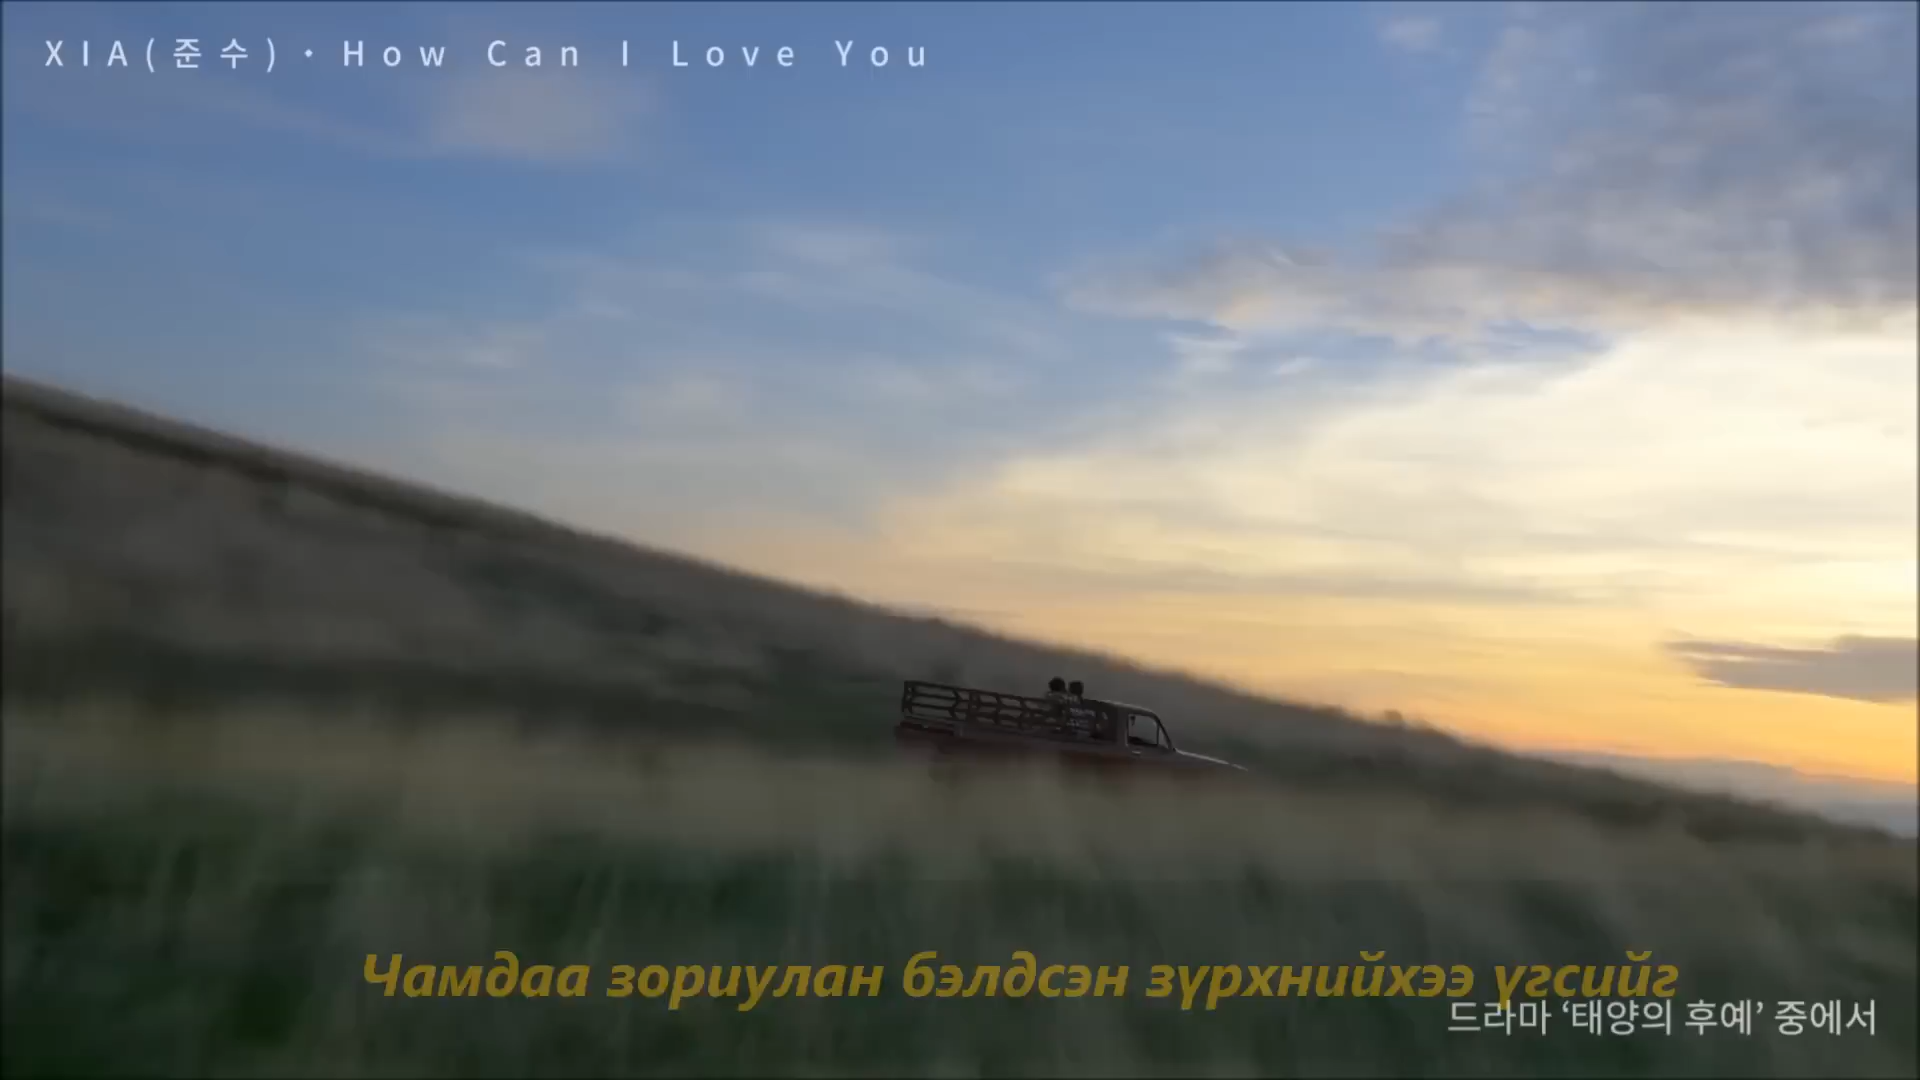 XIA(준수)・How Can I Love You
Чамдаа зориулан бэлдсэн зүрхнийхээ үгсийг
드라마 ‘태양의 후예’ 중에서